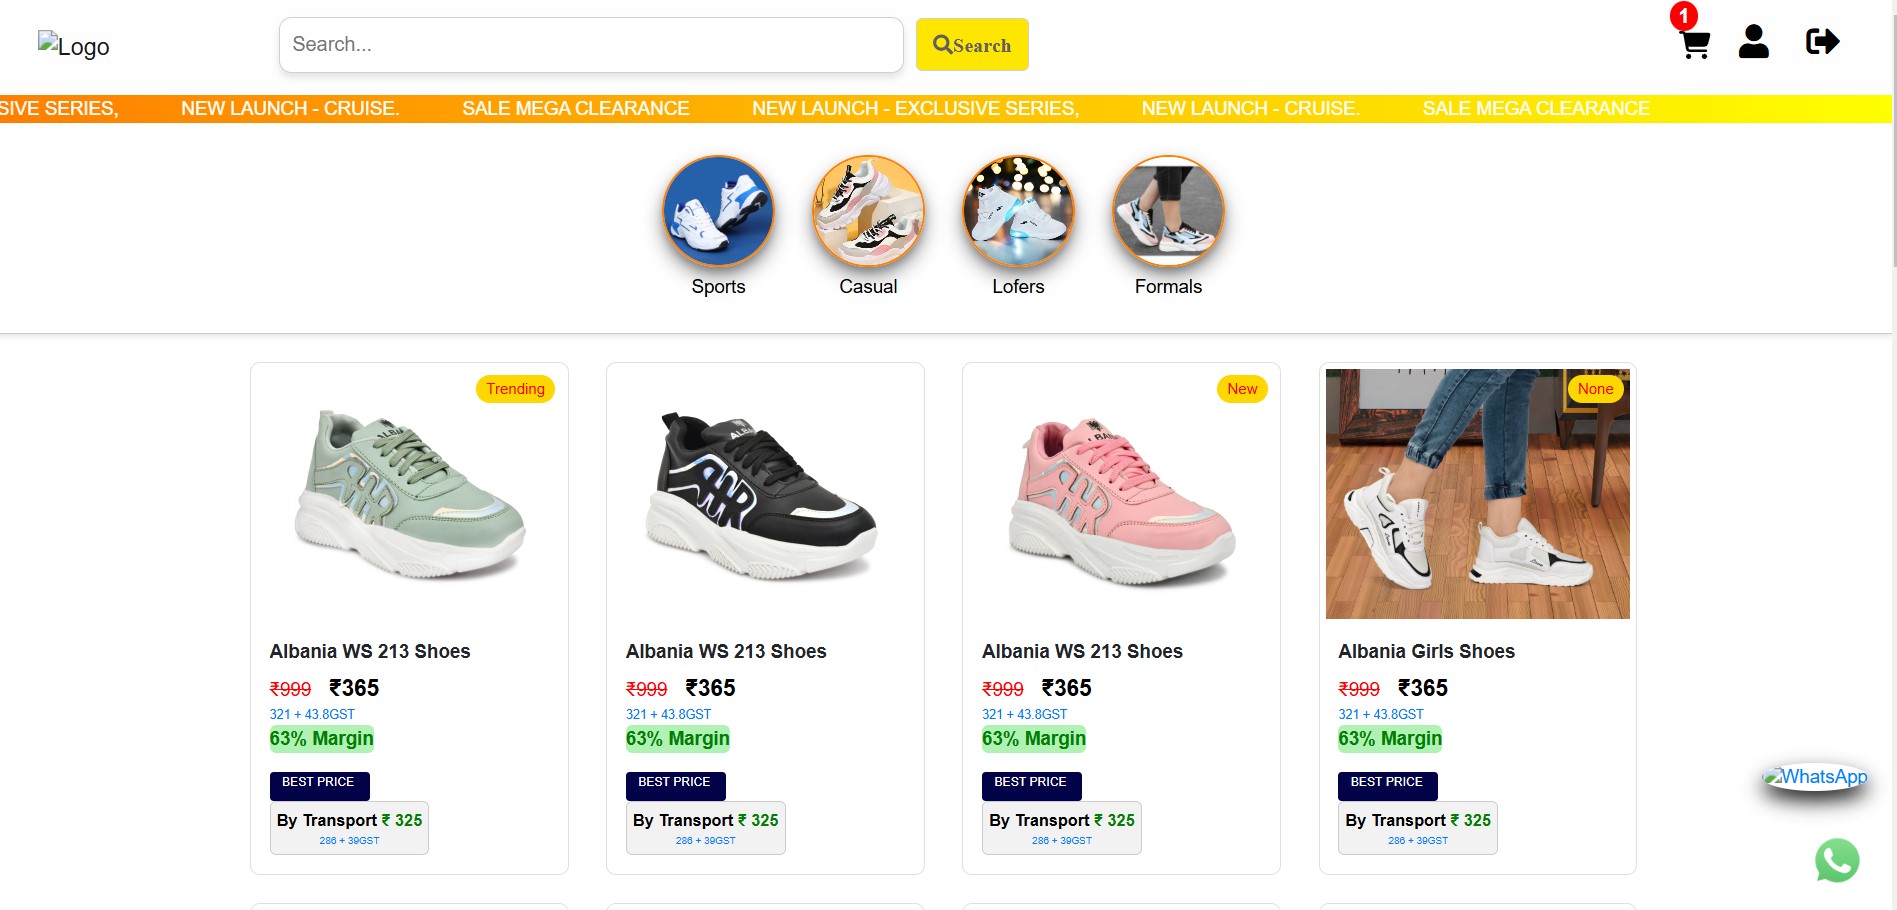 Logo
Search...
Search
1
SIVE SERIES, NEW LAUNCH - CRUISE. SALE MEGA CLEARANCE NEW LAUNCH - EXCLUSIVE SERIES, NEW LAUNCH - CRUISE. SALE MEGA CLEARANCE
Sports Casual Lofers Formals
Trending
New
None
Albania WS 213 Shoes
₹999 ₹365
321 + 43.8GST
63% Margin
BEST PRICE
By Transport ₹ 325
286 + 39GST
Albania WS 213 Shoes
₹999 ₹365
321 + 43.8GST
63% Margin
BEST PRICE
By Transport ₹ 325
286 + 39GST
Albania WS 213 Shoes
₹999 ₹365
321 + 43.8GST
63% Margin
BEST PRICE
By Transport ₹ 325
286 + 39GST
Albania Girls Shoes
₹999 ₹365
321 + 43.8GST
63% Margin
BEST PRICE
By Transport ₹ 325
286 + 39GST
WhatsApp